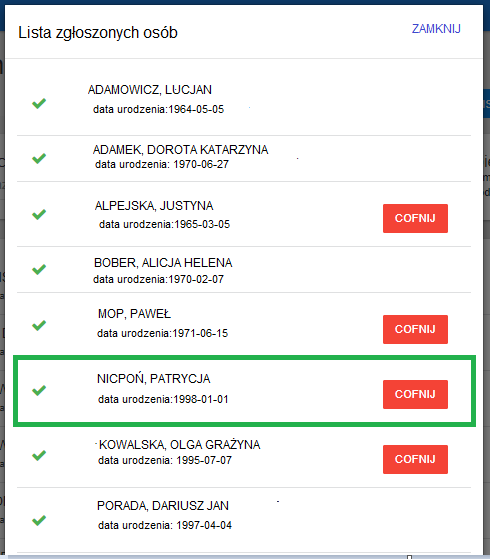 Lista zgłoszonych osób
ZAMKNIJ
ADAMOWICZ, LUCJAN
data urodzenia:1964-05-05
ADAMEK, DOROTA KATARZYNA
data urodzenia: 1970-06-27
ALPEJSKA, JUSTYNA
data urodzenia:1965-03-05
COFNIJ
BOBER, ALICJA HELENA
data urodzenia:1970-02-07
MOP, PAWEŁ
data urodzenia:1971-06-15
COFNIJ
NICPOŃ, PATRYCJA
data urodzenia:1998-01-01
COFNIJ
KOWALSKA, OLGA GRAŻYNA
data urodzenia: 1995-07-07
COFNIJ
PORADA, DARIUSZ JAN
data urodzenia: 1997-04-04